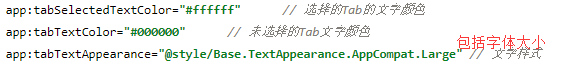 app:tabSelectedTextColor="#ffffff" // 选择的Tab的文字颜色
app:tabTextColor="#000000" // 未选择的Tab文字颜色
包括字体大小
app:tabTextAppearance="@style/Base.TextAppearance.AppCompat.Large" // 文字样式